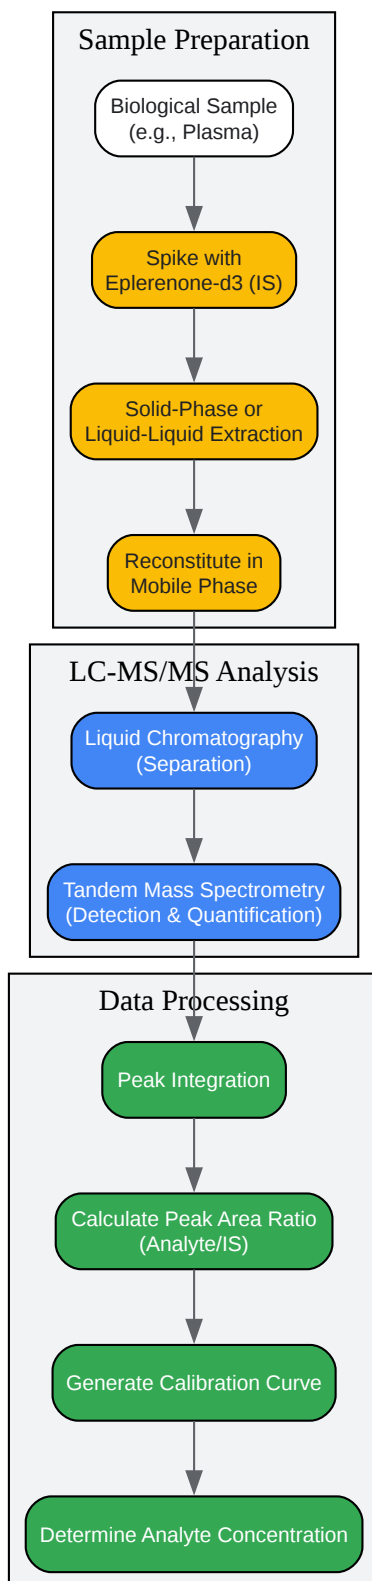 Sample Preparation
Biological Sample
(e.g., Plasma)
Spike with
Eplerenone-d3 (IS)
Solid-Phase or
Liquid-Liquid Extraction
Reconstitute in
Mobile Phase
LC-MS/MS Analysis
Liquid Chromatography
(Separation)
Tandem Mass Spectrometry
(Detection & Quantification)
Data Processing
Peak Integration
Calculate Peak Area Ratio
(Analyte/IS)
Generate Calibration Curve
Determine Analyte Concentration